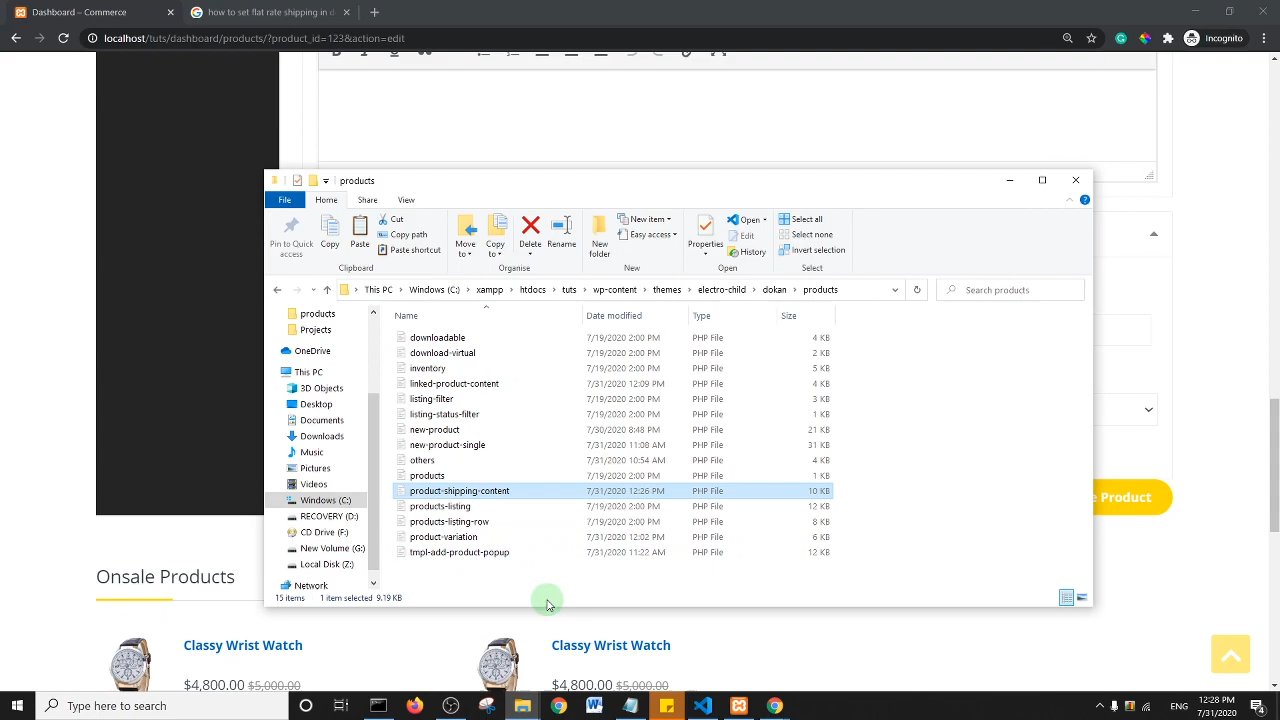 Dashboard – Commerce
how to set flat rate shipping in d
localhost/tuts/dashboard/products/?product_id=123&action=edit
Incognito
products
File
Home
Share
View
Pin to Quick access
Copy
Paste
Cut
Copy path
Paste shortcut
Clipboard
Move to
Copy to
Delete
Rename
Organise
New folder
New item
Easy access
New
Properties
Open
Edit
History
Open
Select all
Select none
Invert selection
Select
This PC > Windows (C:) > xampp > htdocs > tuts > wp-content > themes > electro-child > dokan > products
Search products
products
Projects
OneDrive
This PC
3D Objects
Desktop
Documents
Downloads
Music
Pictures
Videos
Windows (C:)
RECOVERY (D:)
CD Drive (F:)
New Volume (G:)
Local Disk (Z:)
Network
Name Date modified Type Size
downloadable 7/19/2020 2:00 PM PHP File 4 KB
download-virtual 7/19/2020 2:00 PM PHP File 2 KB
inventory 7/19/2020 2:00 PM PHP File 5 KB
linked-product-content 7/31/2020 12:09 PM PHP File 4 KB
listing-filter 7/19/2020 2:00 PM PHP File 3 KB
listing-status-filter 7/19/2020 2:00 PM PHP File 1 KB
new-product 7/30/2020 8:48 PM PHP File 21 KB
new-product-single 7/31/2020 11:08 AM PHP File 31 KB
others 7/31/2020 10:54 AM PHP File 4 KB
products 7/19/2020 2:00 PM PHP File 1 KB
product-shipping-content 7/31/2020 12:26 PM PHP File 10 KB
products-listing 7/19/2020 2:00 PM PHP File 12 KB
products-listing-row 7/19/2020 2:00 PM PHP File 8 KB
product-variation 7/31/2020 12:02 PM PHP File 6 KB
tmpl-add-product-popup 7/31/2020 11:22 AM PHP File 12 KB
15 items 1 item selected 9.19 KB
Product
Onsale Products
Classy Wrist Watch
$4,800.00 $5,000.00
Classy Wrist Watch
$4,800.00 $5,000.00
Type here to search
ENG
12:28 PM
7/31/2020
4